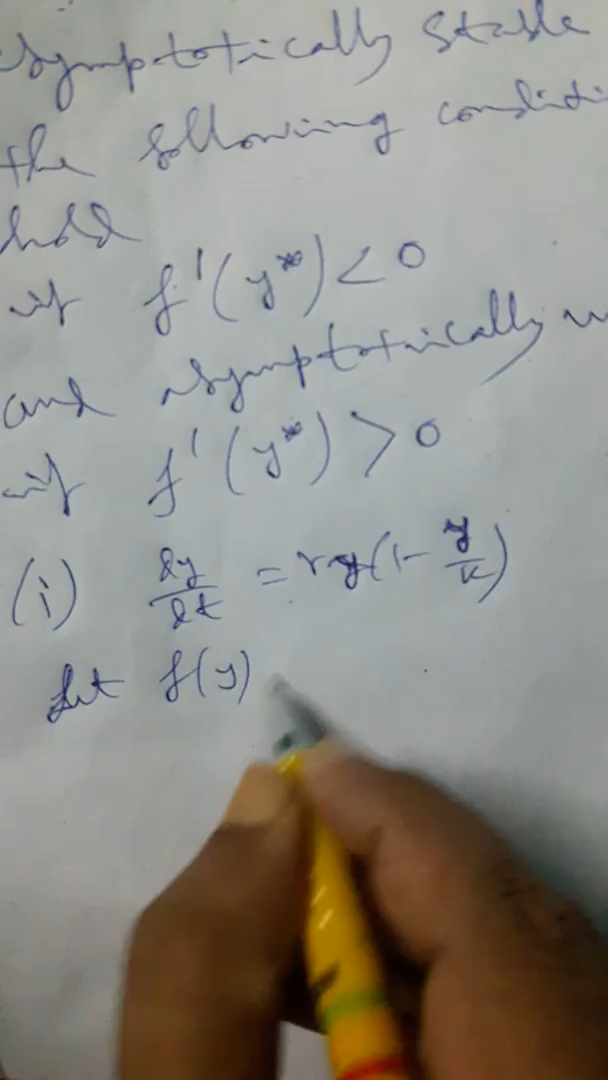 asymptotically stable
the following conditi
hold
if f'(y*) < 0
and asymptotically u
if f'(y*) > 0
(i) dy/dt = ry(1 - y/k)
Let f(y)